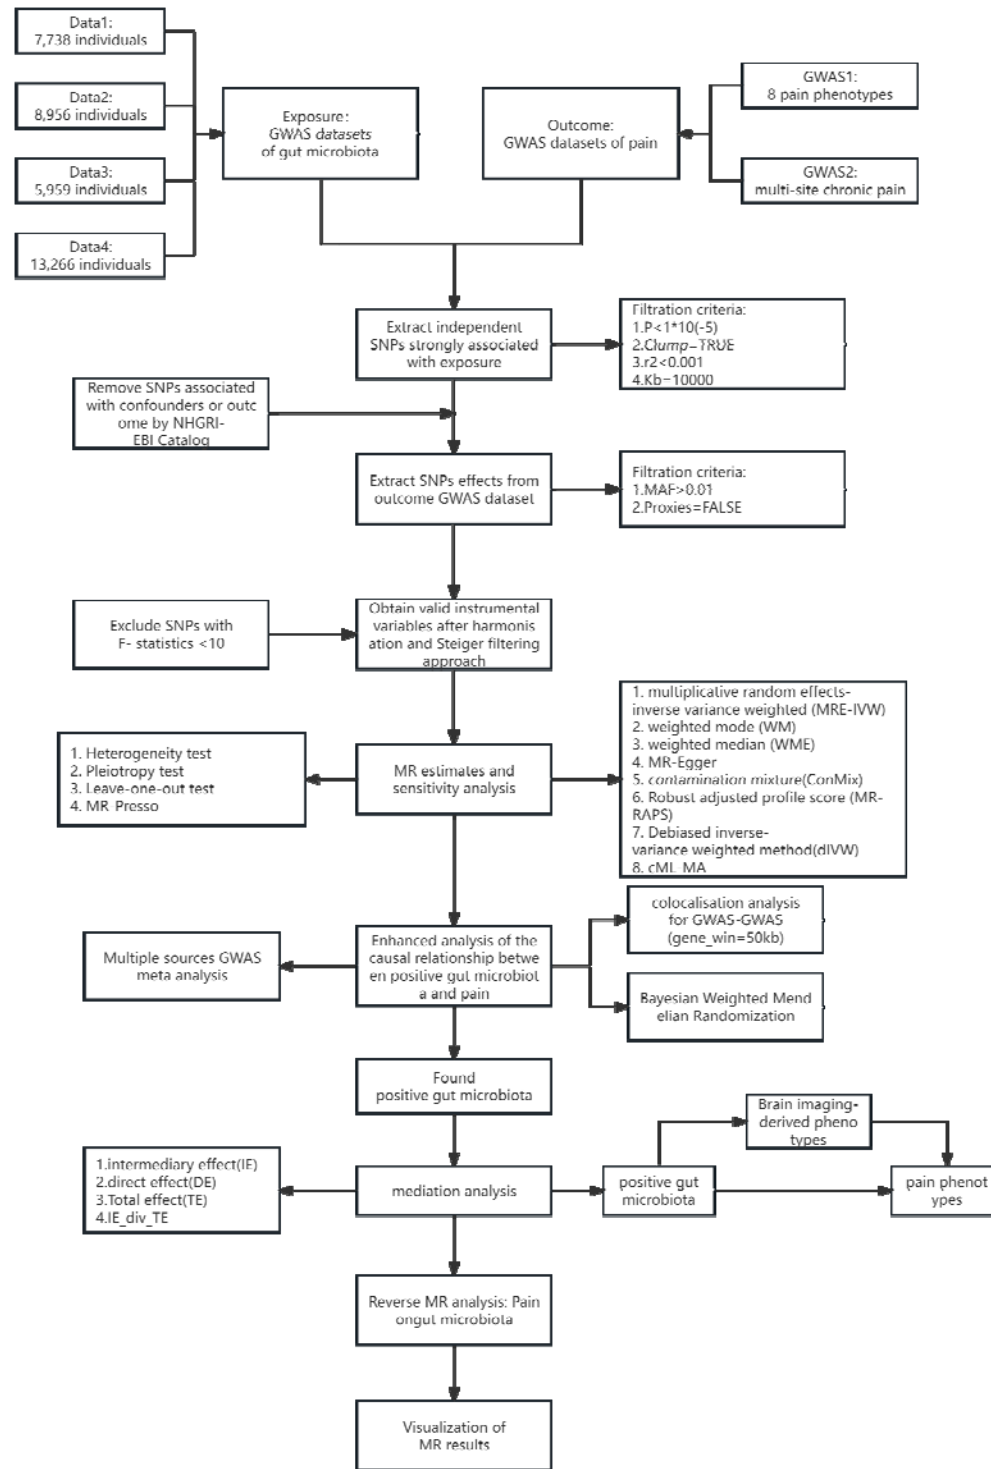 Data1:
7,738 individuals
Data2:
8,956 individuals
Data3:
5,959 individuals
Data4:
13,266 individuals
Exposure:
GWAS datasets
of gut microbiota
Outcome:
GWAS datasets of pain
GWAS1:
8 pain phenotypes
GWAS2:
multi-site chronic pain
Extract independent
SNPs strongly associated
with exposure
Filtration criteria:
1.P<1*10(-5)
2.Clump=TRUE
3.r2<0.001
4.Kb=10000
Remove SNPs associated
with confounders or outc
ome by NHGRI-
EBI Catalog
Extract SNPs effects from
outcome GWAS dataset
Filtration criteria:
1.MAF>0.01
2.Proxies=FALSE
Exclude SNPs with
F- statistics <10
Obtain valid instrumental
variables after harmonis
ation and Steiger filtering
approach
1. Heterogeneity test
2. Pleiotropy test
3. Leave-one-out test
4. MR Presso
MR estimates and
sensitivity analysis
1. multiplicative random effects-
inverse variance weighted (MRE-IVW)
2. weighted mode (WM)
3. weighted median (WME)
4. MR-Egger
5. contamination mixture(ConMix)
6. Robust adjusted profile score (MR-
RAPS)
7. Debiased inverse-
variance weighted method(dIVW)
8. cML MA
Multiple sources GWAS
meta analysis
Enhanced analysis of the
causal relationship betwe
en positive gut microbiot
a and pain
colocalisation analysis
for GWAS-GWAS
(gene_win=50kb)
Bayesian Weighted Mend
elian Randomization
Found
positive gut microbiota
1.intermediary effect(IE)
2.direct effect(DE)
3.Total effect(TE)
4.IE_div_TE
mediation analysis
positive gut
microbiota
Brain imaging-
derived pheno
types
pain phenot
ypes
Reverse MR analysis: Pain
ongut microbiota
Visualization of
MR results